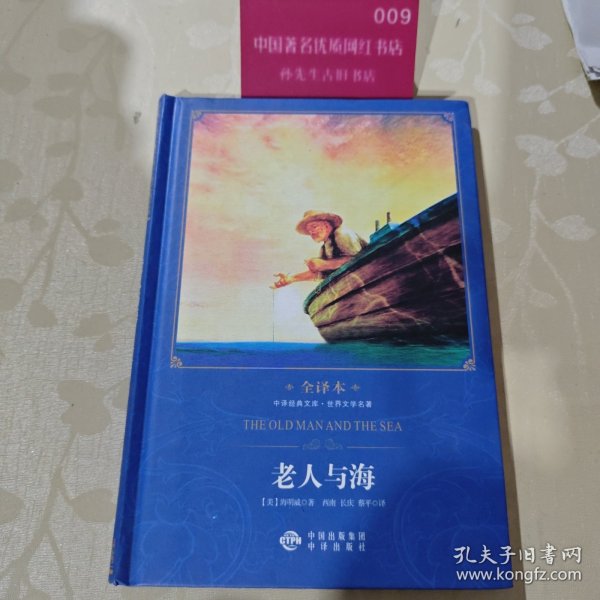 009
中国著名优质网红书店
孙先生古旧书店
全译本
中译经典文库·世界文学名著
THE OLD MAN AND THE SEA
老人与海
【美】海明威 著 西南 长庆 蔡平 译
CTPH
中国出版集团
中译出版社
孔夫子旧书网
www.kongfz.com